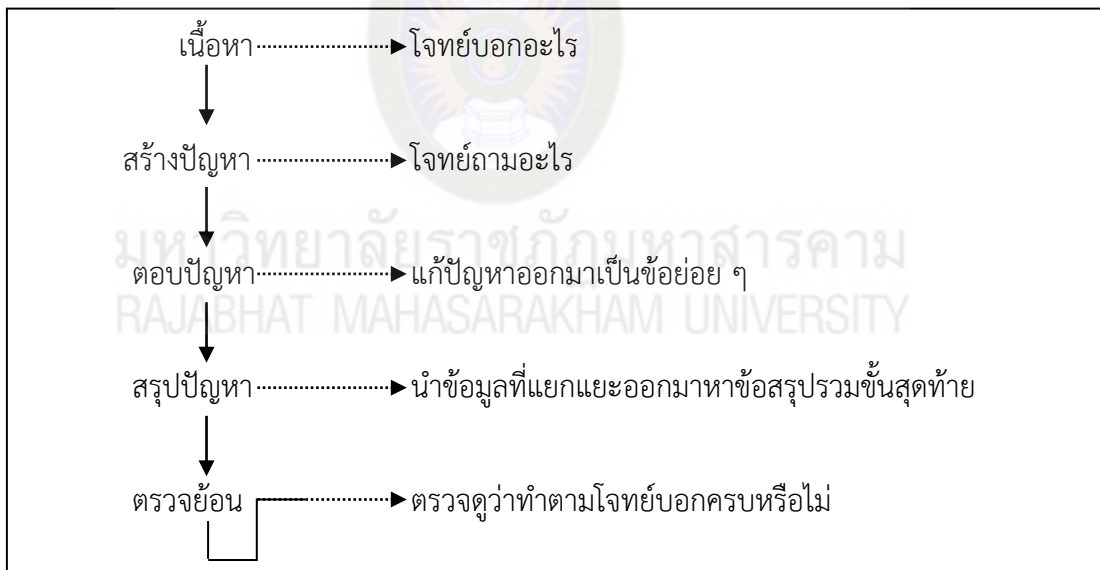 เนื้อหา โจทย์บอกอะไร
สร้างปัญหา โจทย์ถามอะไร
มหาวิทยาลัยราชภัฏมหาสารคาม
ตอบปัญหา แก้ปัญหาออกมาเป็นข้อย่อย ๆ
RAJABHAT MAHASARAKHAM UNIVERSITY
สรุปปัญหา นำข้อมูลที่แยกแยะออกมาหาข้อสรุปรวมขั้นสุดท้าย
ตรวจย้อน ตรวจดูว่าทำตามโจทย์บอกครบหรือไม่